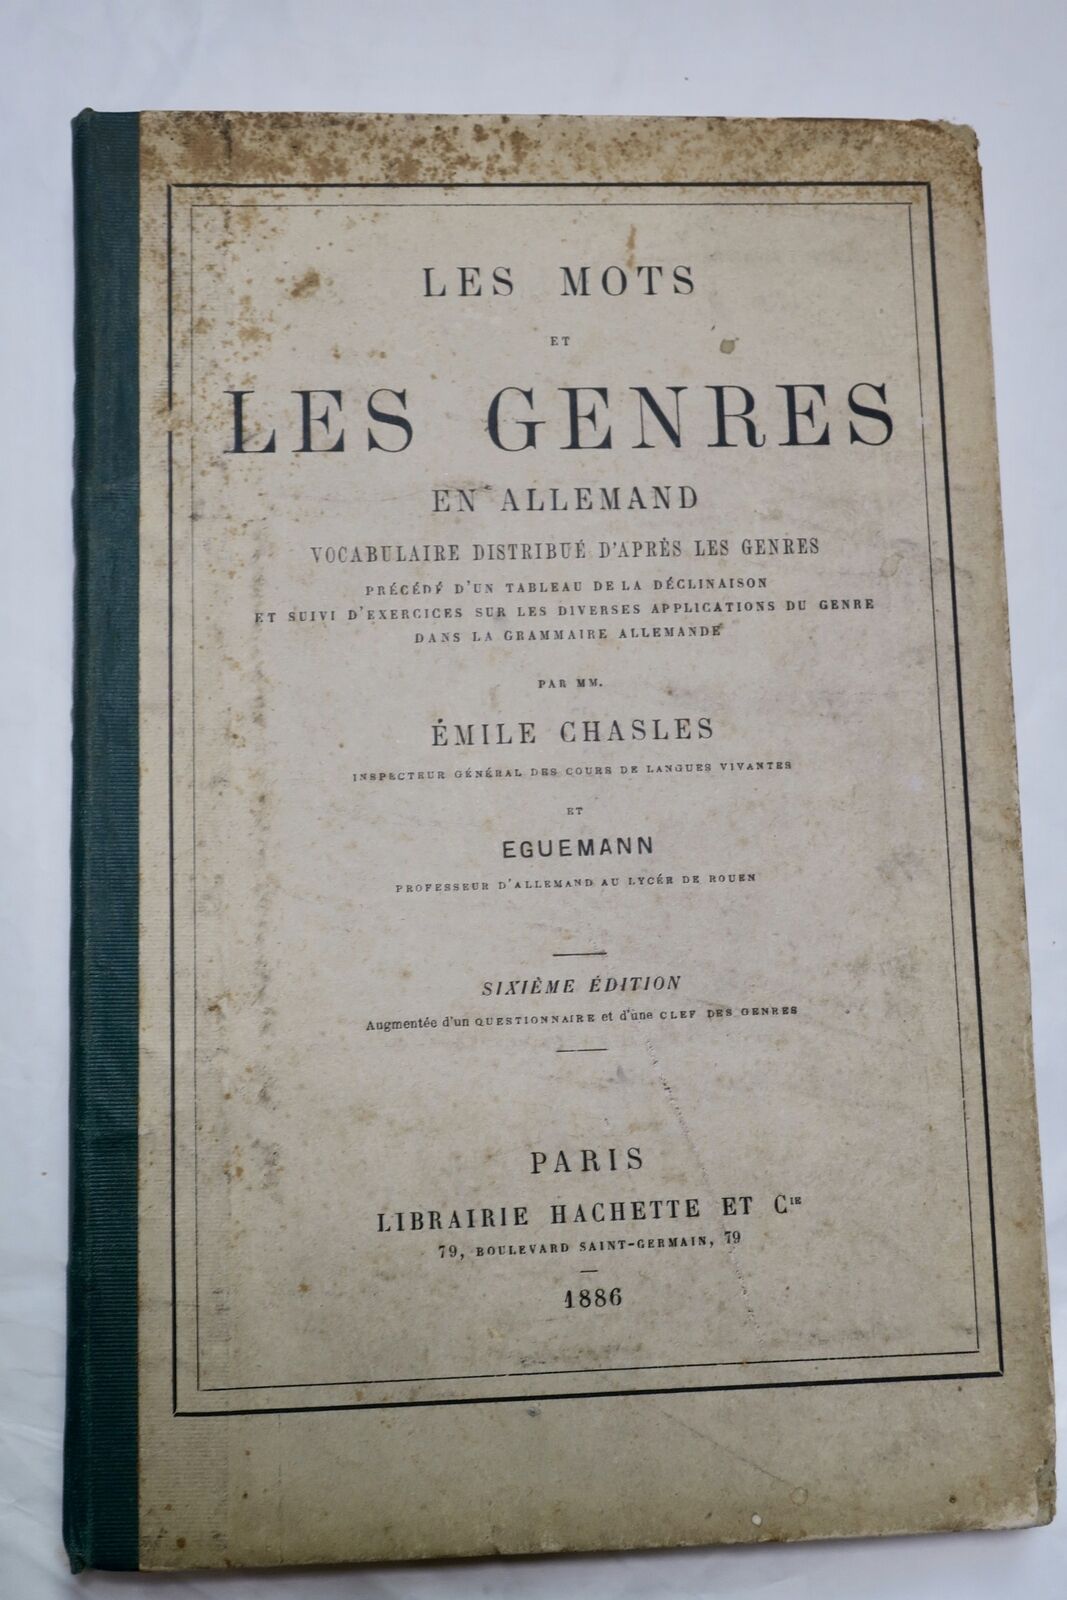 LES MOTS
ET
LES GENRES
EN ALLEMAND
VOCABULAIRE DISTRIBUÉ D'APRÈS LES GENRES
PRÉCÉDÉ D'UN TABLEAU DE LA DÉCLINAISON
ET SUIVI D'EXERCICES SUR LES DIVERSES APPLICATIONS DU GENRE
DANS LA GRAMMAIRE ALLEMANDE
PAR MM.
ÉMILE CHASLES
INSPECTEUR GÉNÉRAL DES COURS DE LANGUES VIVANTES
ET
EGUEMANN
PROFESSEUR D'ALLEMAND AU LYCÉE DE ROUEN
SIXIÈME ÉDITION
Augmentée d'un QUESTIONNAIRE et d'une CLEF DES GENRES
PARIS
LIBRAIRIE HACHETTE ET CIE
79, BOULEVARD SAINT-GERMAIN, 79
1886